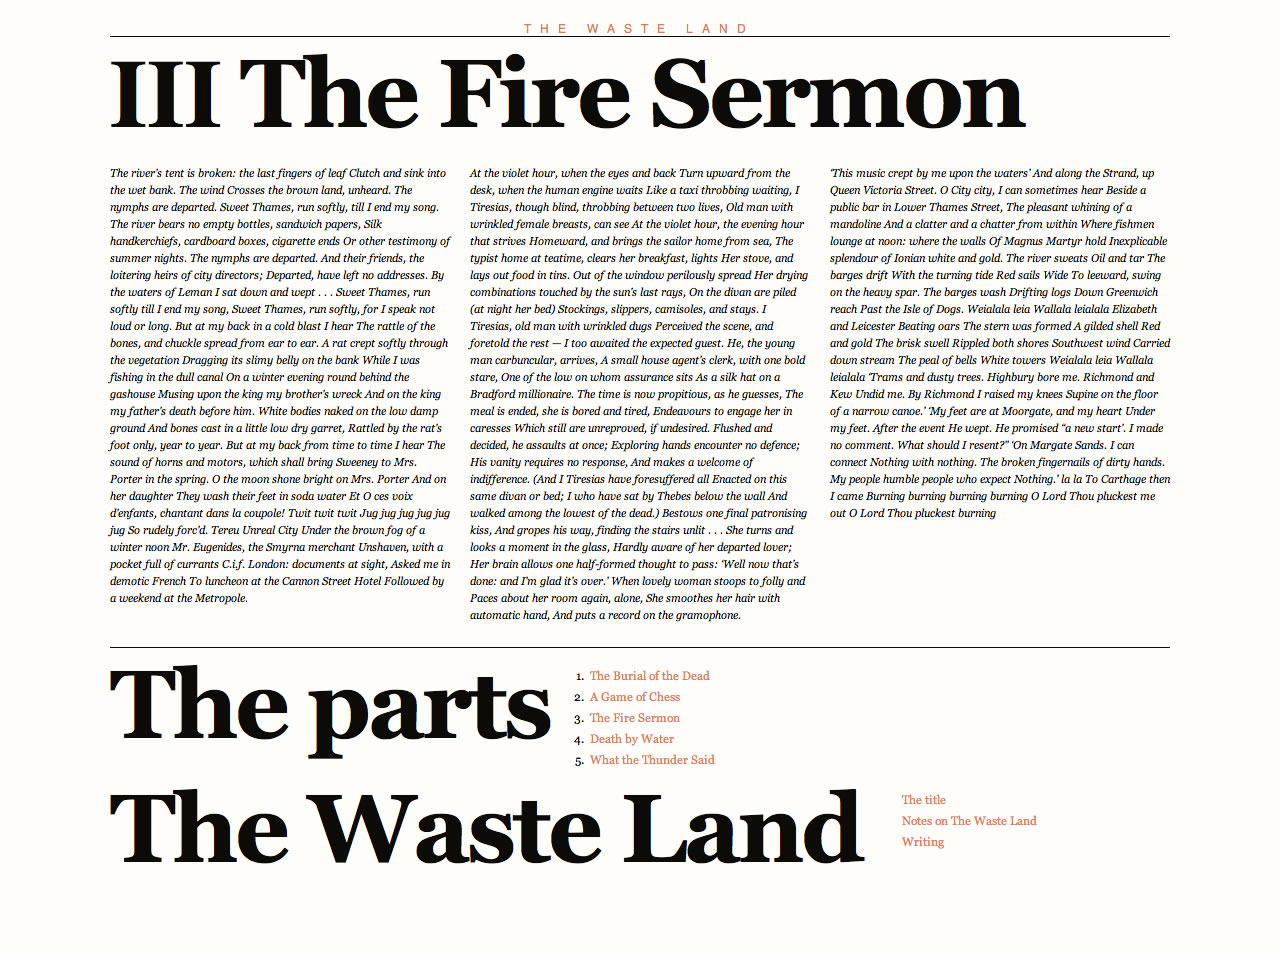 THE WASTE LAND
III The Fire Sermon
The river's tent is broken: the last fingers of leaf Clutch and sink into
the wet bank. The wind Crosses the brown land, unheard. The
nymphs are departed. Sweet Thames, run softly, till I end my song.
The river bears no empty bottles, sandwich papers, Silk
handkerchiefs, cardboard boxes, cigarette ends Or other testimony of
summer nights. The nymphs are departed. And their friends, the
loitering heirs of city directors; Departed, have left no addresses. By
the waters of Leman I sat down and wept . . . Sweet Thames, run
softly till I end my song, Sweet Thames, run softly, for I speak not
loud or long. But at my back in a cold blast I hear The rattle of the
bones, and chuckle spread from ear to ear. A rat crept softly through
the vegetation Dragging its slimy belly on the bank While I was
fishing in the dull canal On a winter evening round behind the
gashouse Musing upon the king my brother's wreck And on the king
my father's death before him. White bodies naked on the low damp
ground And bones cast in a little low dry garret, Rattled by the rat's
foot only, year to year. But at my back from time to time I hear The
sound of horns and motors, which shall bring Sweeney to Mrs.
Porter in the spring. O the moon shone bright on Mrs. Porter And on
her daughter They wash their feet in soda water Et O ces voix
d'enfants, chantant dans la coupole! Twit twit twit Jug jug jug jug jug
jug So rudely forc'd. Tereu Unreal City Under the brown fog of a
winter noon Mr. Eugenides, the Smyrna merchant Unshaven, with a
pocket full of currants C.i.f. London: documents at sight, Asked me in
demotic French To luncheon at the Cannon Street Hotel Followed by
a weekend at the Metropole.
At the violet hour, when the eyes and back Turn upward from the
desk, when the human engine waits Like a taxi throbbing waiting, I
Tiresias, though blind, throbbing between two lives, Old man with
wrinkled female breasts, can see At the violet hour, the evening hour
that strives Homeward, and brings the sailor home from sea, The
typist home at teatime, clears her breakfast, lights Her stove, and
lays out food in tins. Out of the window perilously spread Her drying
combinations touched by the sun's last rays, On the divan are piled
(at night her bed) Stockings, slippers, camisoles, and stays. I
Tiresias, old man with wrinkled dugs Perceived the scene, and
foretold the rest — I too awaited the expected guest. He, the young
man carbuncular, arrives, A small house agent's clerk, with one bold
stare, One of the low on whom assurance sits As a silk hat on a
Bradford millionaire. The time is now propitious, as he guesses, The
meal is ended, she is bored and tired, Endeavours to engage her in
caresses Which still are unreproved, if undesired. Flushed and
decided, he assaults at once; Exploring hands encounter no defence;
His vanity requires no response, And makes a welcome of
indifference. (And I Tiresias have foresuffered all Enacted on this
same divan or bed; I who have sat by Thebes below the wall And
walked among the lowest of the dead.) Bestows one final patronising
kiss, And gropes his way, finding the stairs unlit . . . She turns and
looks a moment in the glass, Hardly aware of her departed lover;
Her brain allows one half-formed thought to pass: 'Well now that's
done: and I'm glad it's over.' When lovely woman stoops to folly and
Paces about her room again, alone, She smoothes her hair with
automatic hand, And puts a record on the gramophone.
'This music crept by me upon the waters' And along the Strand, up
Queen Victoria Street. O City city, I can sometimes hear Beside a
public bar in Lower Thames Street, The pleasant whining of a
mandoline And a clatter and a chatter from within Where fishmen
lounge at noon: where the walls Of Magnus Martyr hold Inexplicable
splendour of Ionian white and gold. The river sweats Oil and tar The
barges drift With the turning tide Red sails Wide To leeward, swing
on the heavy spar. The barges wash Drifting logs Down Greenwich
reach Past the Isle of Dogs. Weialala leia Wallala leialala Elizabeth
and Leicester Beating oars The stern was formed A gilded shell Red
and gold The brisk swell Rippled both shores Southwest wind Carried
down stream The peal of bells White towers Weialala leia Wallala
leialala 'Trams and dusty trees. Highbury bore me. Richmond and
Kew Undid me. By Richmond I raised my knees Supine on the floor
of a narrow canoe.' 'My feet are at Moorgate, and my heart Under
my feet. After the event He wept. He promised "a new start'. I made
no comment. What should I resent?" 'On Margate Sands. I can
connect Nothing with nothing. The broken fingernails of dirty hands.
My people humble people who expect Nothing.' la la To Carthage then
I came Burning burning burning burning O Lord Thou pluckest me
out O Lord Thou pluckest burning
The parts
1. The Burial of the Dead
2. A Game of Chess
3. The Fire Sermon
4. Death by Water
5. What the Thunder Said
The Waste Land
The title
Notes on The Waste Land
Writing